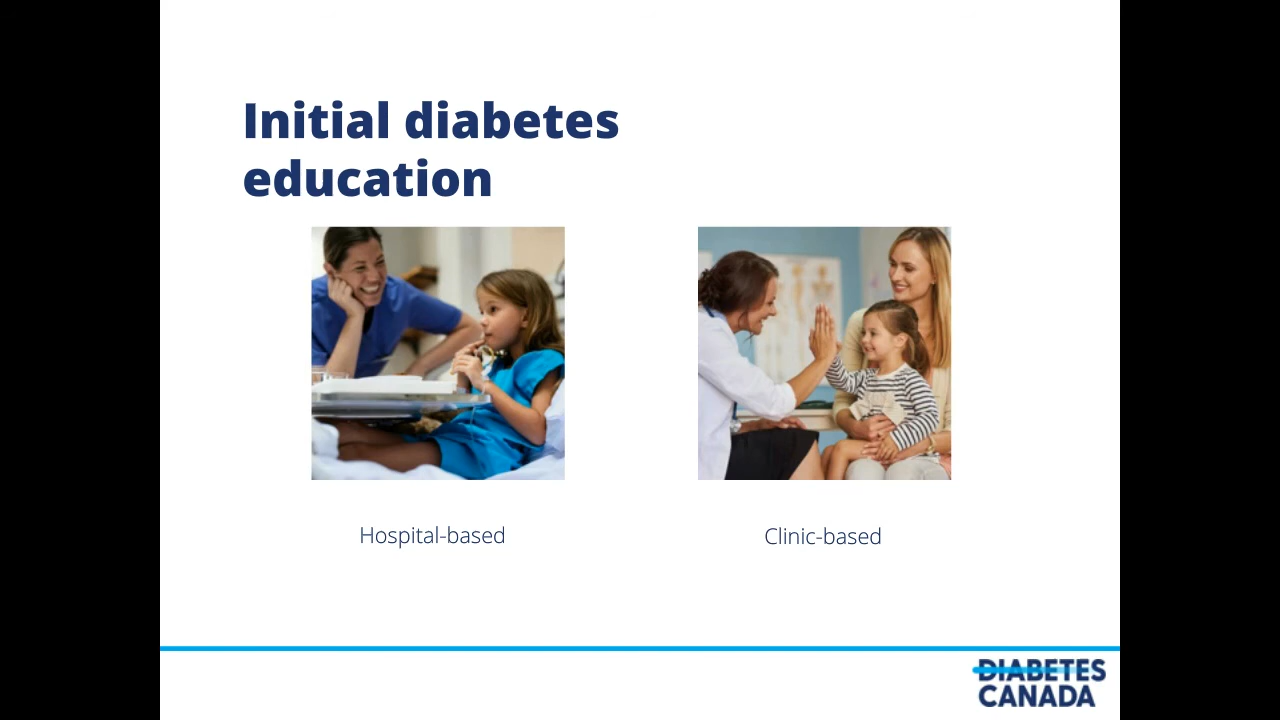 Initial diabetes
education
Hospital-based
Clinic-based
DIABETES
CANADA